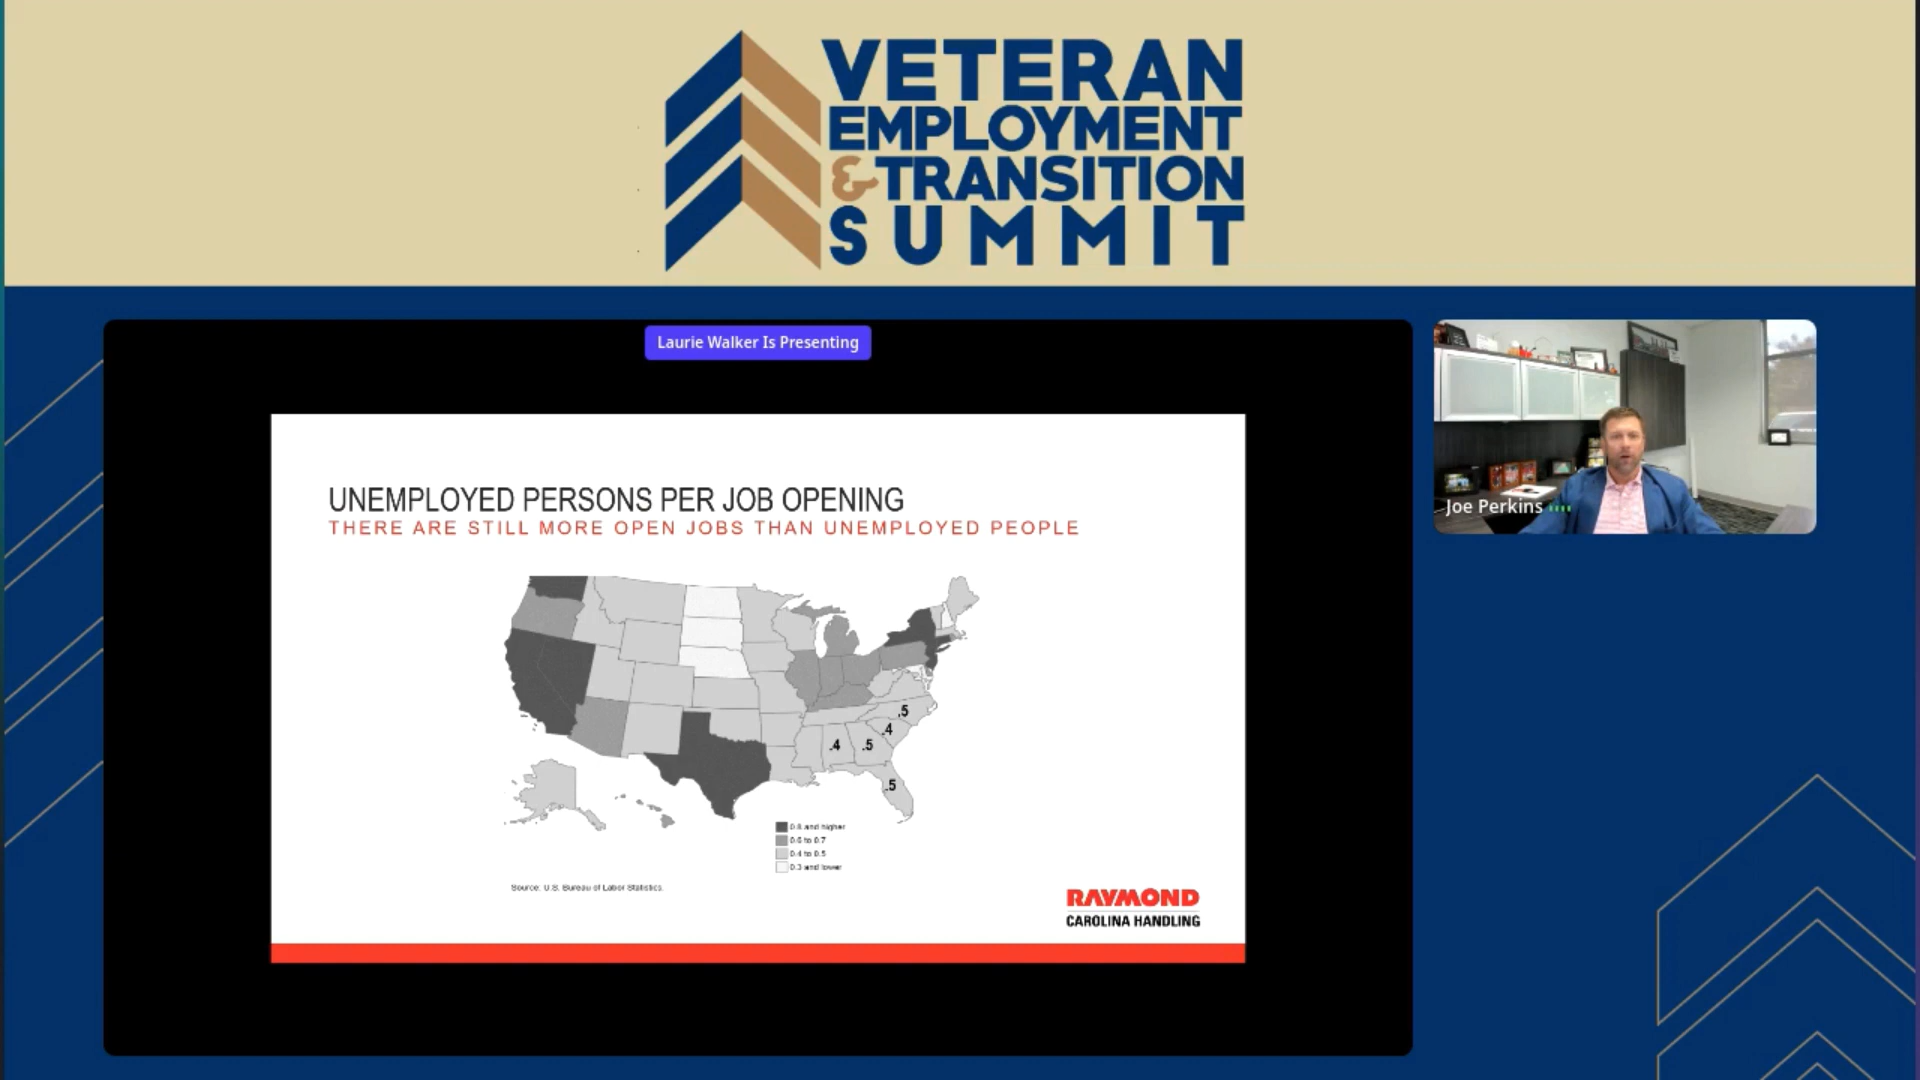 VETERAN
EMPLOYMENT
& TRANSITION
SUMMIT
Laurie Walker Is Presenting
UNEMPLOYED PERSONS PER JOB OPENING
THERE ARE STILL MORE OPEN JOBS THAN UNEMPLOYED PEOPLE
Joe Perkins
.5
.4
.4 .5
.5
0.8 and higher
0.6 to 0.7
0.4 to 0.5
0.3 and lower
Source: U.S. Bureau of Labor Statistics.
RAYMOND
CAROLINA HANDLING